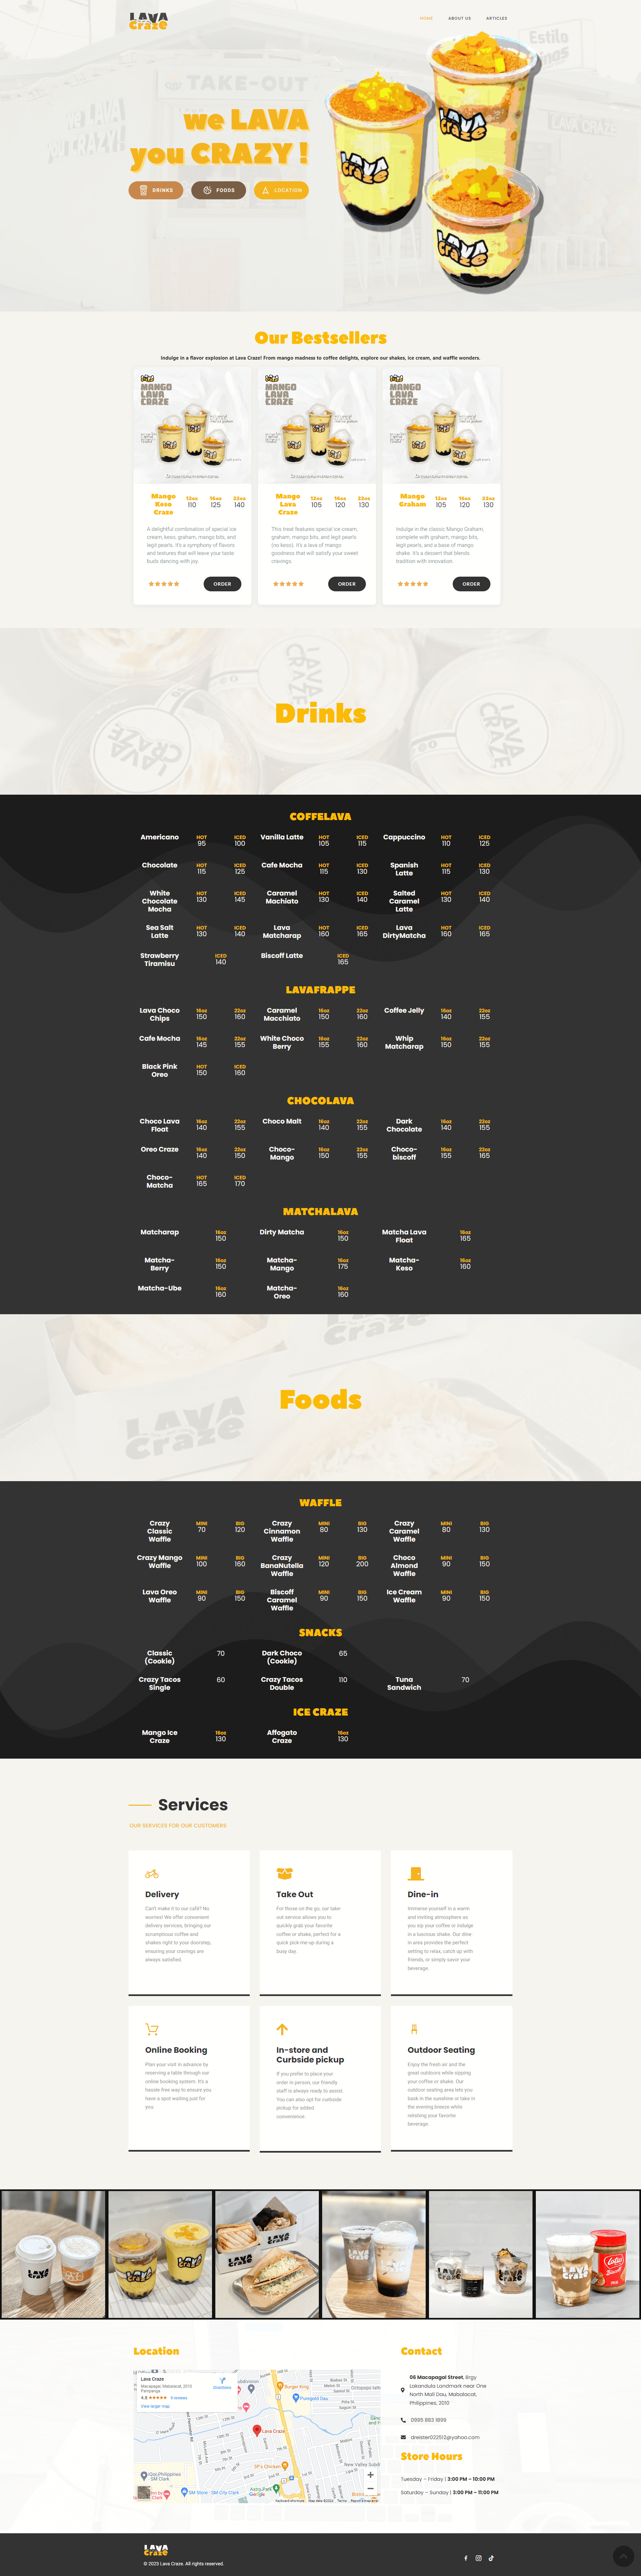 LAVA
Craze
HOME ABOUT US ARTICLES
TAKE-OUT
we LAVA
you CRAZY !
DRINKS FOODS LOCATION
Our Bestsellers
Indulge in a flavor explosion at Lava Craze! From mango madness to coffee delights, explore our shakes, ice cream, and waffle wonders.
MANGO
LAVA
CRAZE
MANGO
LAVA
CRAZE
MANGO
LAVA
CRAZE
Mango Keso Craze 12oz 110 16oz 125 22oz 140
Mango Lava Craze 12oz 105 16oz 120 22oz 130
Mango Graham 12oz 105 16oz 120 22oz 130
A delightful combination of special ice
cream, keso, graham, mango bits, and
legit pearls. It's a symphony of flavors
and textures that will leave your taste
buds dancing with joy.
This treat features special ice cream,
graham, mango bits, and legit pearls
(no keso). It's a lava of mango
goodness that will satisfy your sweet
cravings.
Indulge in the classic Mango Graham,
complete with graham, mango bits,
legit pearls, and a base of mango
shake. It's a dessert that blends
tradition with innovation.
ORDER ORDER ORDER
Drinks
COFFELAVA
Americano HOT 95 ICED 100
Vanilla Latte HOT 105 ICED 115
Cappuccino HOT 110 ICED 125
Chocolate HOT 115 ICED 125
Cafe Mocha HOT 115 ICED 130
Spanish Latte HOT 115 ICED 130
White Chocolate Mocha HOT 130 ICED 145
Caramel Machiato HOT 130 ICED 140
Salted Caramel Latte HOT 130 ICED 140
Sea Salt Latte HOT 130 ICED 140
Lava Matcharap HOT 160 ICED 165
Lava DirtyMatcha HOT 160 ICED 165
Strawberry Tiramisu ICED 140
Biscoff Latte ICED 165
LAVAFRAPPE
Lava Choco Chips 16oz 150 22oz 160
Caramel Macchiato 16oz 150 22oz 160
Coffee Jelly 16oz 140 22oz 155
Cafe Mocha 16oz 145 22oz 155
White Choco Berry 16oz 155 22oz 160
Whip Matcharap 16oz 150 22oz 155
Black Pink Oreo HOT 150 ICED 160
CHOCOLAVA
Choco Lava Float 16oz 140 22oz 155
Choco Malt 16oz 140 22oz 155
Dark Chocolate 16oz 140 22oz 155
Oreo Craze 16oz 140 22oz 150
Choco-Mango 16oz 150 22oz 155
Choco-biscoff 16oz 155 22oz 165
Choco-Matcha HOT 165 ICED 170
MATCHALAVA
Matcharap 16oz 150
Dirty Matcha 16oz 150
Matcha Lava Float 16oz 165
Matcha-Berry 16oz 150
Matcha-Mango 16oz 175
Matcha-Keso 16oz 160
Matcha-Ube 16oz 160
Matcha-Oreo 16oz 160
Foods
WAFFLE
Crazy Classic Waffle MINI 70 BIG 120
Crazy Cinnamon Waffle MINI 80 BIG 130
Crazy Caramel Waffle MINI 80 BIG 130
Crazy Mango Waffle MINI 100 BIG 160
Crazy BanaNutella Waffle MINI 120 BIG 200
Choco Almond Waffle MINI 90 BIG 150
Lava Oreo Waffle MINI 90 BIG 150
Biscoff Caramel Waffle MINI 90 BIG 150
Ice Cream Waffle MINI 90 BIG 150
SNACKS
Classic (Cookie) 70
Dark Choco (Cookie) 65
Crazy Tacos Single 60
Crazy Tacos Double 110
Tuna Sandwich 70
ICE CRAZE
Mango Ice Craze 16oz 130
Affogato Craze 16oz 130
Services
OUR SERVICES FOR OUR CUSTOMERS
Delivery
Can't make it to our café? No
worries! We offer convenient
delivery services, bringing our
scrumptious coffee and
shakes right to your doorstep,
ensuring your cravings are
always satisfied.
Take Out
For those on the go, our take
out service allows you to
quickly grab your favorite
coffee or shake, perfect for a
quick pick-me-up during a
busy day.
Dine-in
Immerse yourself in a warm
and inviting atmosphere as
you sip your coffee or indulge
in a luscious shake. Our dine-
in area provides the perfect
setting to relax, catch up with
friends, or simply savor your
beverage.
Online Booking
Plan your visit in advance by
reserving a table through our
online booking system. It's a
hassle-free way to ensure you
have a spot waiting just for
you.
In-store and
Curbside pickup
If you prefer to place your
order in person, our friendly
staff is always ready to assist.
You can also opt for curbside
pickup for added
convenience.
Outdoor Seating
Enjoy the fresh air and the
great outdoors while sipping
your coffee or shake. Our
outdoor seating area lets you
bask in the sunshine or take in
the evening breeze while
relishing your favorite
beverage.
Location
Lava Craze
Macapagal, Mabalacat, 2010
Pampanga
4.8 9 reviews
View larger map
Directions
Burger King
Puregold Dau
Lava Craze
SM Store - SM City Clark
Google
Contact
06 Macapagal Street, Brgy
Lakandula Landmark near One
North Mall Dau, Mabalacat,
Philippines, 2010
0995 883 1899
dreister022512@yahoo.com
Store Hours
Tuesday – Friday | 3:00 PM – 10:00 PM
Saturday – Sunday | 3:00 PM – 11:00 PM
LAVA
Craze
© 2023 Lava Craze. All rights reserved.